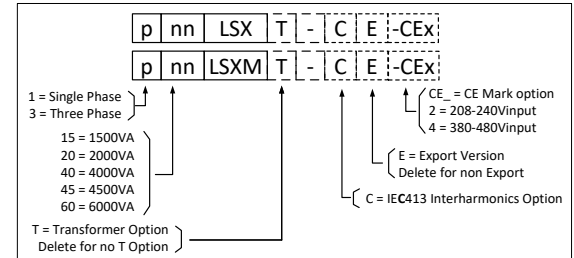 p nn LSX T - C E -CEx
p nn LSXM T - C E -CEx
1 = Single Phase
3 = Three Phase
15 = 1500VA
20 = 2000VA
40 = 4000VA
45 = 4500VA
60 = 6000VA
T = Transformer Option
Delete for no T Option
CE_ = CE Mark option
2 = 208-240Vinput
4 = 380-480Vinput
E = Export Version
Delete for non Export
C = IEC413 Interharmonics Option